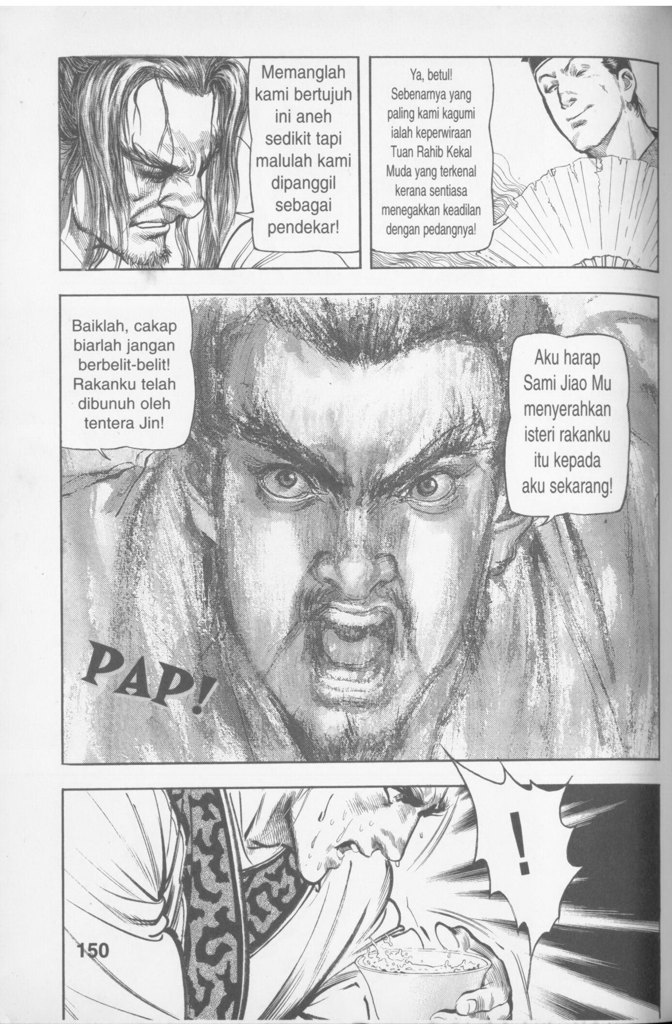 Memanglah
kami bertujuh
ini aneh
sedikit tapi
malulah kami
dipanggil
sebagai
pendekar!
Ya, betul!
Sebenarnya yang
paling kami kagumi
ialah keperwiraan
Tuan Rahib Kekal
Muda yang terkenal
kerana sentiasa
menegakkan keadilan
dengan pedangnya!
Baiklah, cakap
biarlah jangan
berbelit-belit!
Rakanku telah
dibunuh oleh
tentera Jin!
Aku harap
Sami Jiao Mu
menyerahkan
isteri rakanku
itu kepada
aku sekarang!
PAP!
!
150